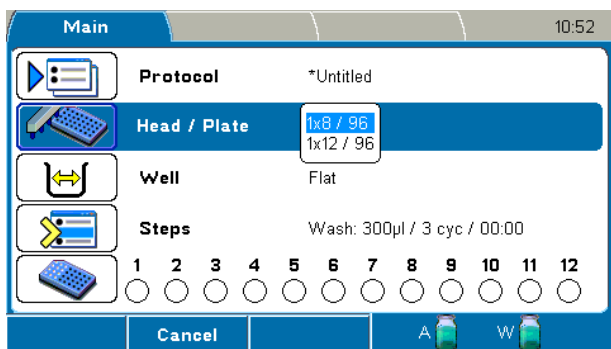 Main 10:52
Protocol *Untitled
Head / Plate 1x8 / 96
1x12 / 96
Well Flat
Steps Wash: 300µl / 3 cyc / 00:00
1 2 3 4 5 6 7 8 9 10 11 12
Cancel A W